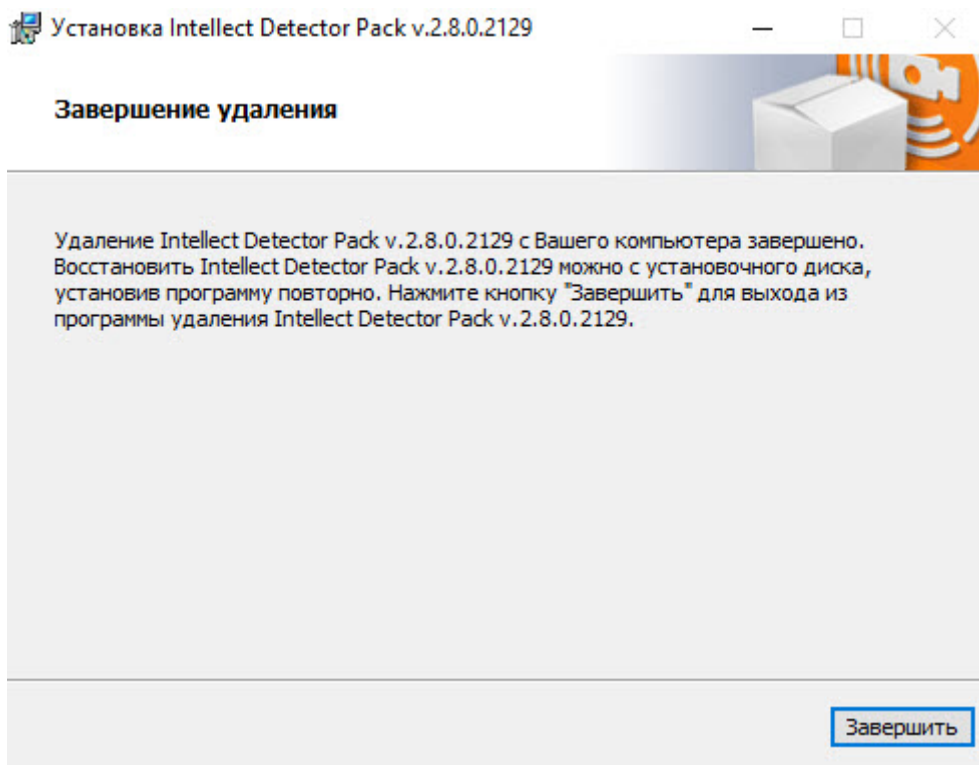 Установка Intellect Detector Pack v.2.8.0.2129
Завершение удаления
Удаление Intellect Detector Pack v.2.8.0.2129 с Вашего компьютера завершено.
Восстановить Intellect Detector Pack v.2.8.0.2129 можно с установочного диска,
установив программу повторно. Нажмите кнопку "Завершить" для выхода из
программы удаления Intellect Detector Pack v.2.8.0.2129.
Завершить